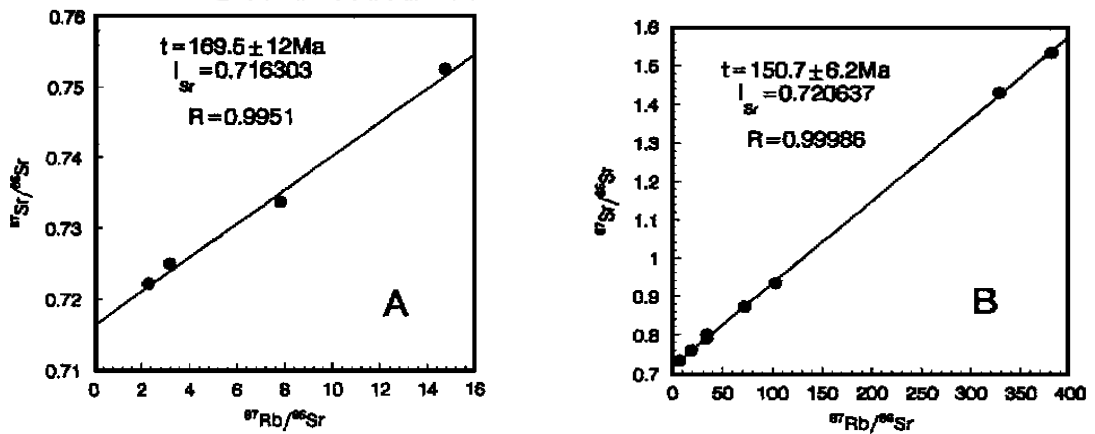 0.76
0.75
0.74
0.73
0.72
0.71
⁸⁷Sr/⁸⁶Sr
t=169.5±12Ma
I Sr =0.716303
R=0.9951
A
0 2 4 6 8 10 12 14 16
⁸⁷Rb/⁸⁶Sr
1.6
1.5
1.4
1.3
1.2
1.1
1
0.9
0.8
0.7
⁸⁷Sr/⁸⁶Sr
t=150.7±6.2Ma
I Sr =0.720637
R=0.99986
B
0 50 100 150 200 250 300 350 400
⁸⁷Rb/⁸⁶Sr